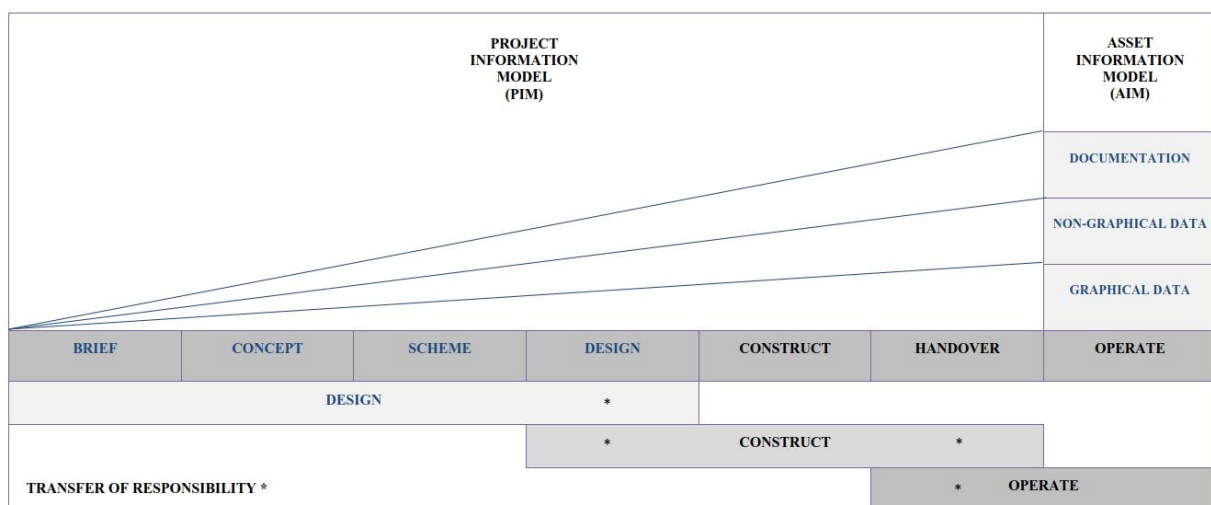 PROJECT
INFORMATION
MODEL
(PIM)
ASSET
INFORMATION
MODEL
(AIM)
DOCUMENTATION
NON-GRAPHICAL DATA
GRAPHICAL DATA
BRIEF CONCEPT SCHEME DESIGN CONSTRUCT HANDOVER OPERATE
DESIGN *
* CONSTRUCT *
TRANSFER OF RESPONSIBILITY * * OPERATE